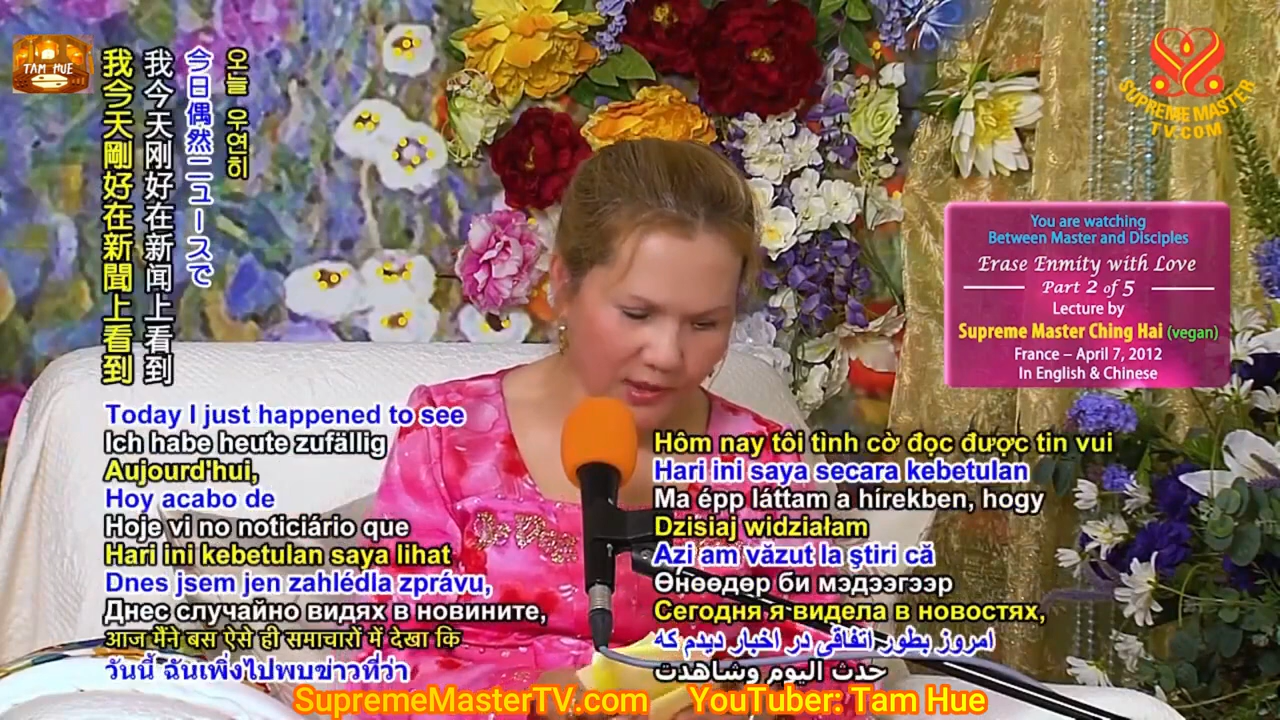 TAM HUE
오늘 우연히
今日偶然ニュースで
我今天刚好在新闻上看到
我今天剛好在新聞上看到
SUPREME MASTER
TV.COM
You are watching
Between Master and Disciples
Erase Enmity with Love
Part 2 of 5
Lecture by
Supreme Master Ching Hai (vegan)
France – April 7, 2012
In English & Chinese
Today I just happened to see
Ich habe heute zufällig
Aujourd'hui,
Hoy acabo de
Hoje vi no noticiário que
Hari ini kebetulan saya lihat
Dnes jsem jen zahlédla zprávu,
Днес случайно видях в новините,
आज मैंने बस ऐसे ही समाचारों में देखा कि
วันนี้ ฉันเพิ่งไปพบข่าวที่ว่า
Hôm nay tôi tình cờ đọc được tin vui
Hari ini saya secara kebetulan
Ma épp láttam a hírekben, hogy
Dzisiaj widziałam
Azi am văzut la ştiri că
Өнөөдөр би мэдээгээр
Сегодня я видела в новостях,
امروز بطور اتفاقی در اخبار دیدم که
حدث اليوم وشاهدت
SupremeMasterTV.com YouTuber: Tam Hue